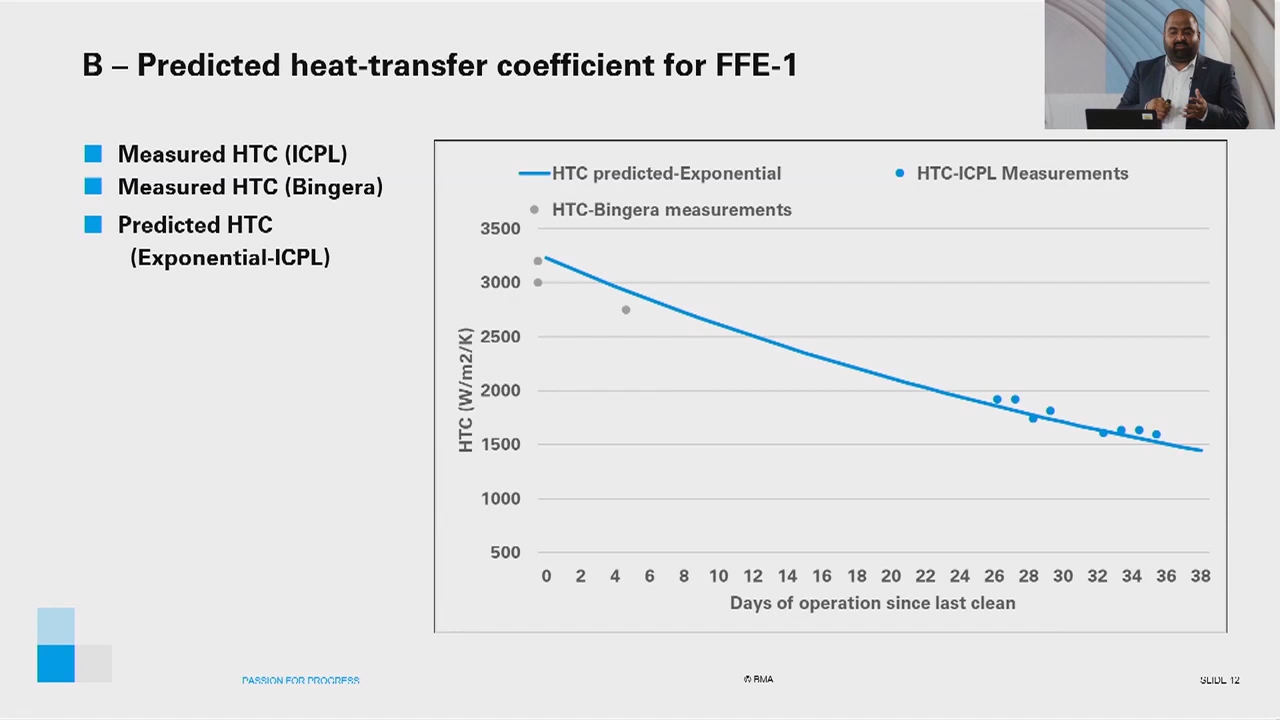 B – Predicted heat-transfer coefficient for FFE-1
Measured HTC (ICPL)
Measured HTC (Bingera)
Predicted HTC
(Exponential-ICPL)
HTC predicted-Exponential
HTC-ICPL Measurements
HTC-Bingera measurements
3500
3000
2500
2000
1500
1000
500
HTC (W/m2/K)
0 2 4 6 8 10 12 14 16 18 20 22 24 26 28 30 32 34 36 38
Days of operation since last clean
PASSION FOR PROGRESS
© BMA
SLIDE 12